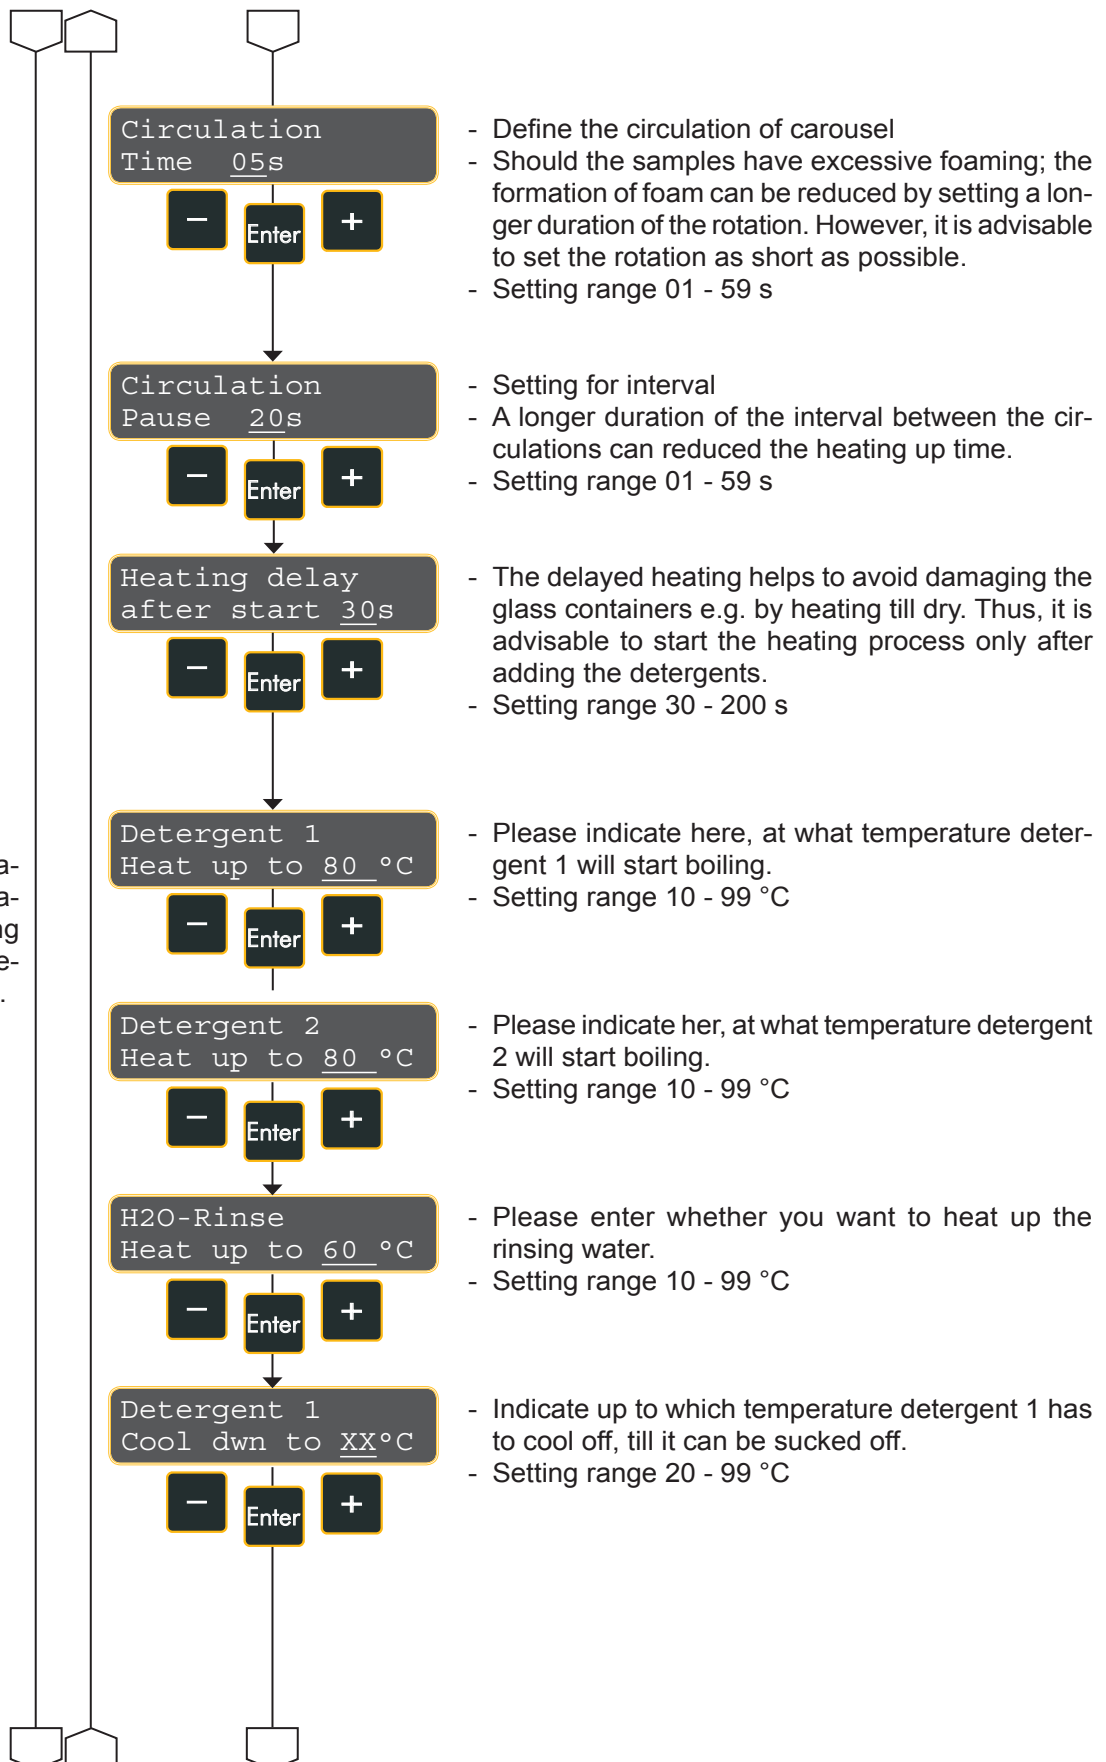 Circulation
Time 05s
− Enter +
- Define the circulation of carousel
- Should the samples have excessive foaming; the
formation of foam can be reduced by setting a lon-
ger duration of the rotation. However, it is advisable
to set the rotation as short as possible.
- Setting range 01 - 59 s
Circulation
Pause 20s
− Enter +
- Setting for interval
- A longer duration of the interval between the cir-
culations can reduced the heating up time.
- Setting range 01 - 59 s
Heating delay
after start 30s
− Enter +
- The delayed heating helps to avoid damaging the
glass containers e.g. by heating till dry. Thus, it is
advisable to start the heating process only after
adding the detergents.
- Setting range 30 - 200 s
a-
a-
e-
.
Detergent 1
Heat up to 80 °C
− Enter +
- Please indicate here, at what temperature deter-
gent 1 will start boiling.
- Setting range 10 - 99 °C
Detergent 2
Heat up to 80 °C
− Enter +
- Please indicate her, at what temperature detergent
2 will start boiling.
- Setting range 10 - 99 °C
H2O-Rinse
Heat up to 60 °C
− Enter +
- Please enter whether you want to heat up the
rinsing water.
- Setting range 10 - 99 °C
Detergent 1
Cool dwn to XX°C
− Enter +
- Indicate up to which temperature detergent 1 has
to cool off, till it can be sucked off.
- Setting range 20 - 99 °C